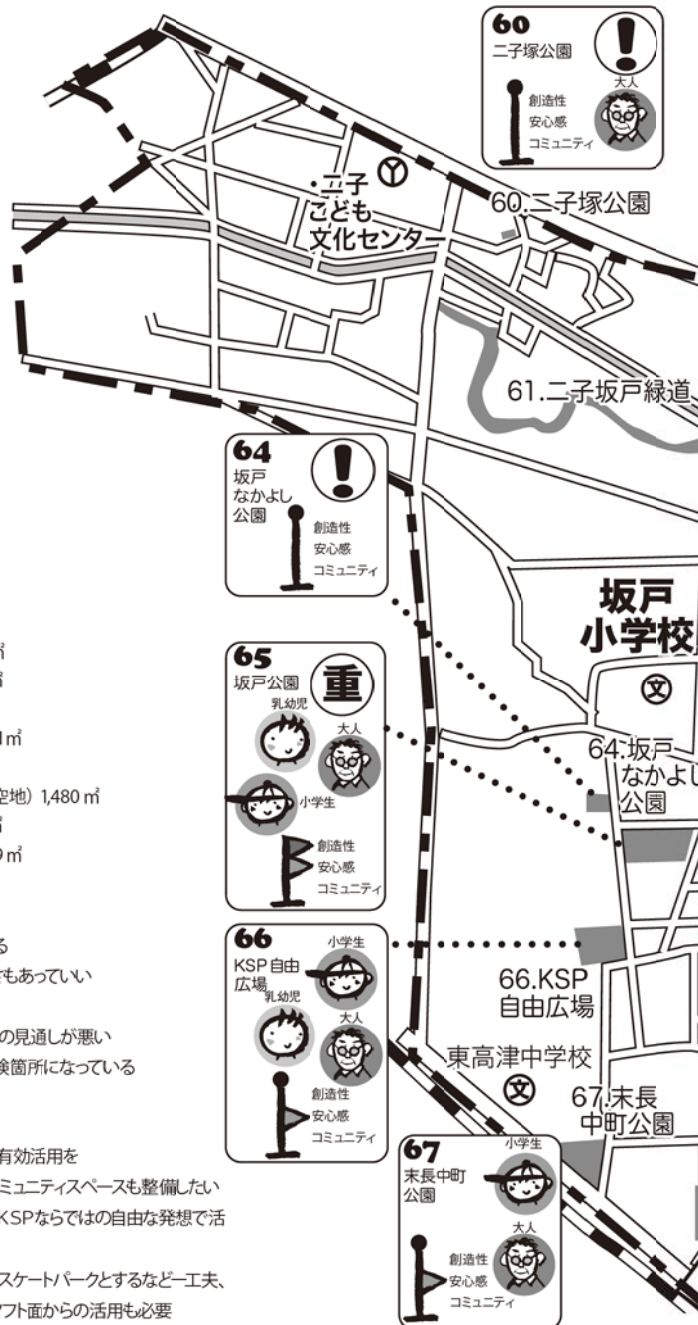 60
二子塚公園
!
大人
創造性
安心感
コミュニティ
・二子
こども
文化センター
60.二子塚公園
61.二子坂戸緑道
64
坂戸
なかよし
公園
!
創造性
安心感
コミュニティ
坂戸
小学校
文
65
坂戸公園
重
乳幼児
大人
小学生
創造性
安心感
コミュニティ
64.坂戸
なかよし
公園
㎡
㎡
1㎡
空地) 1,480 ㎡
㎡
9㎡
る
もあっていい
の見通しが悪い
険箇所になっている
有効活用を
ミュニティスペースも整備したい
KSPならではの自由な発想で活
スケートパークとするなど一工夫、
ソフト面からの活用も必要
66
KSP自由
広場
小学生
乳幼児
大人
創造性
安心感
コミュニティ
66.KSP
自由広場
東高津中学校
文
67.末長
中町公園
67
末長中町
公園
小学生
大人
創造性
安心感
コミュニティ